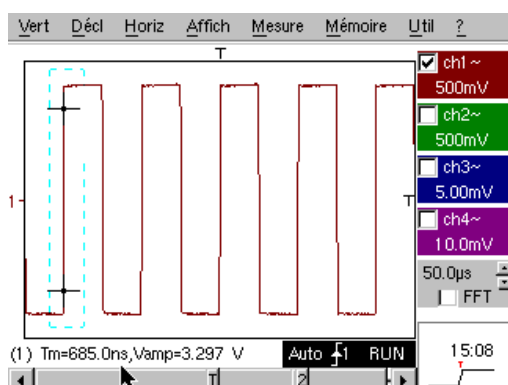 Vert Décl Horiz Affich Mesure Mémoire Util ?
T
ch1~
500mV
ch2~
500mV
ch3~
5.00mV
ch4~
10.0mV
1
T
50.0µs
FFT
(1) Tm=685.0ns,Vamp=3.297 V Auto 1 RUN
15:08
T 2
T